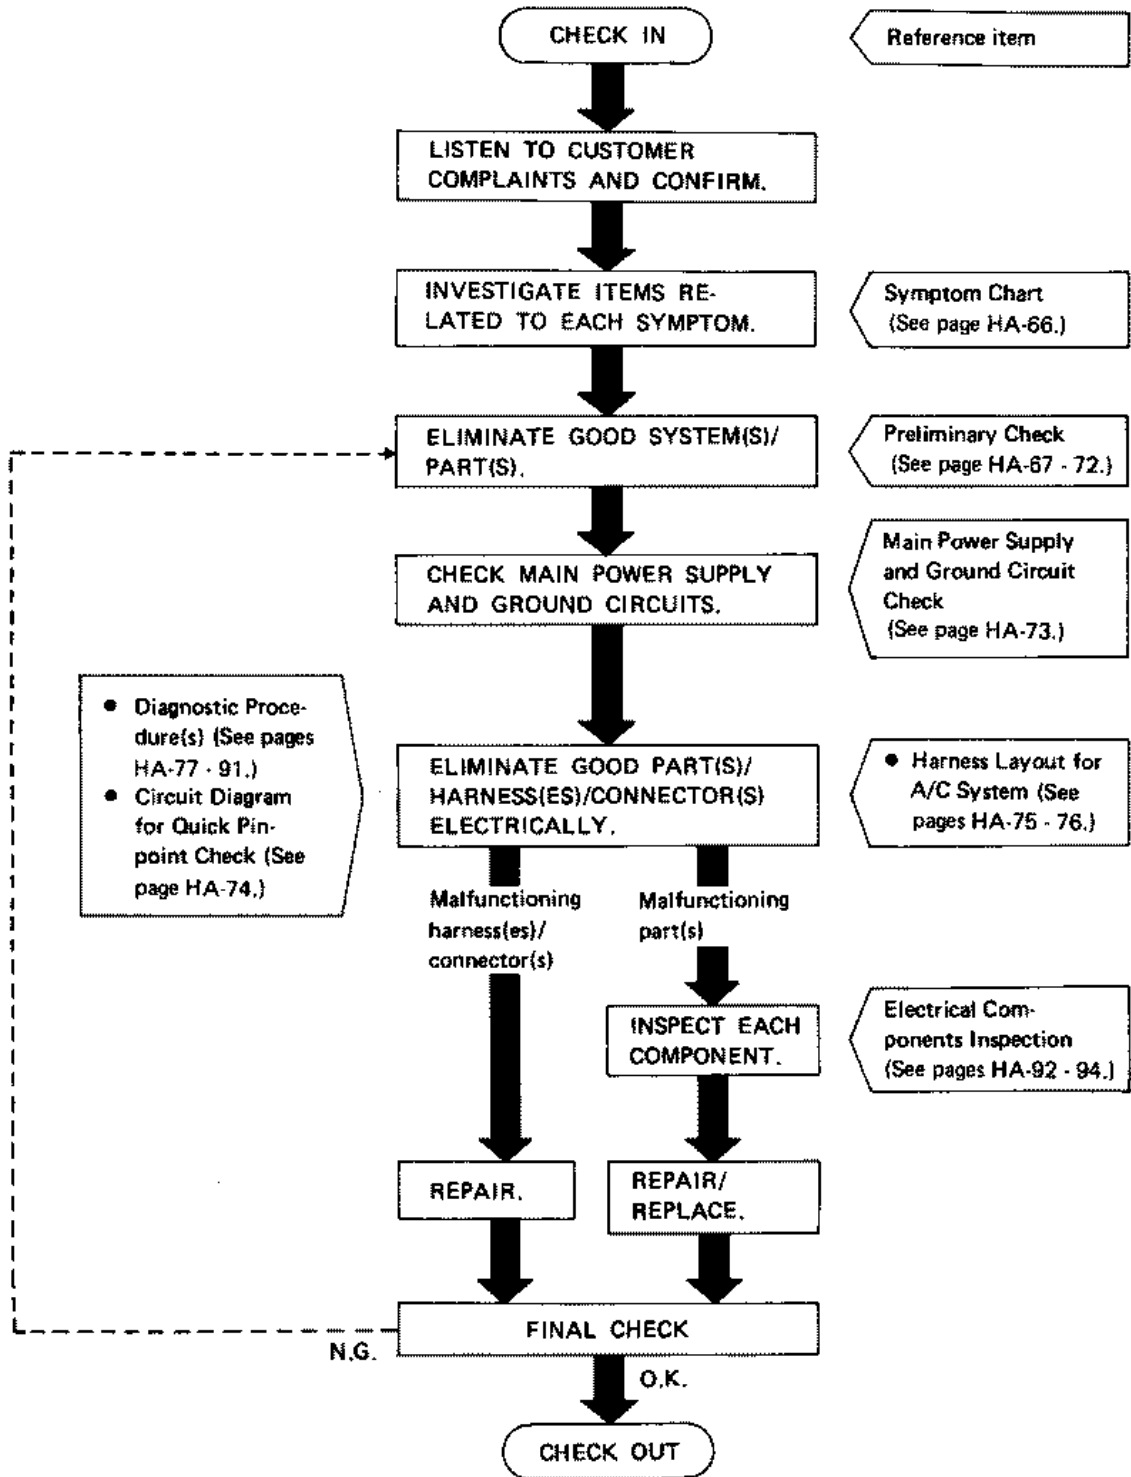 CHECK IN
Reference item
LISTEN TO CUSTOMER
COMPLAINTS AND CONFIRM.
INVESTIGATE ITEMS RE-
LATED TO EACH SYMPTOM.
Symptom Chart
(See page HA-66.)
ELIMINATE GOOD SYSTEM(S)/
PART(S).
Preliminary Check
(See page HA-67 - 72.)
CHECK MAIN POWER SUPPLY
AND GROUND CIRCUITS.
Main Power Supply
and Ground Circuit
Check
(See page HA-73.)
● Diagnostic Proce-
dure(s) (See pages
HA-77 - 91.)
● Circuit Diagram
for Quick Pin-
point Check (See
page HA-74.)
ELIMINATE GOOD PART(S)/
HARNESS(ES)/CONNECTOR(S)
ELECTRICALLY.
● Harness Layout for
A/C System (See
pages HA-75 - 76.)
Malfunctioning
harness(es)/
connector(s)
Malfunctioning
part(s)
INSPECT EACH
COMPONENT.
Electrical Com-
ponents Inspection
(See pages HA-92 - 94.)
REPAIR.
REPAIR/
REPLACE.
FINAL CHECK
N.G.
O.K.
CHECK OUT